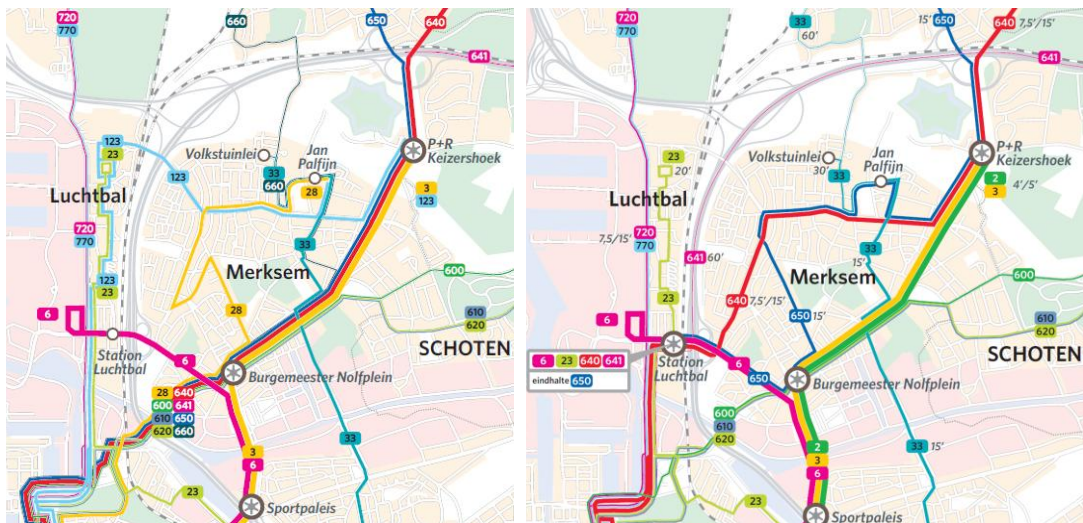 720
770
660
650
640
641
123
23
123
Volkstuinlei
Jan
Palfijn
P+R
Keizershoek
33
660
28
3
123
Luchtbal
720
770
33
Merksem
600
123
23
28
610
620
6
Station
Luchtbal
6
SCHOTEN
Burgemeester Nolfplein
28 640
600 641
610 650
620 660
3
6
33
23
Sportpaleis
720
770
33
60'
15'
650
640
7,5'/15'
641
23
20'
Volkstuinlei
30'
33
Jan
Palfijn
P+R
Keizershoek
2
3
4'/5'
Luchtbal
720
770
7,5/15'
641
60'
33
15'
Merksem
600
23
640
7,5'/15'
650
15'
610
620
6
Station
Luchtbal
6 23 640 641
eindhalte 650
6
650
SCHOTEN
Burgemeester Nolfplein
600
610
620
2
3
6
33
15'
23
Sportpaleis